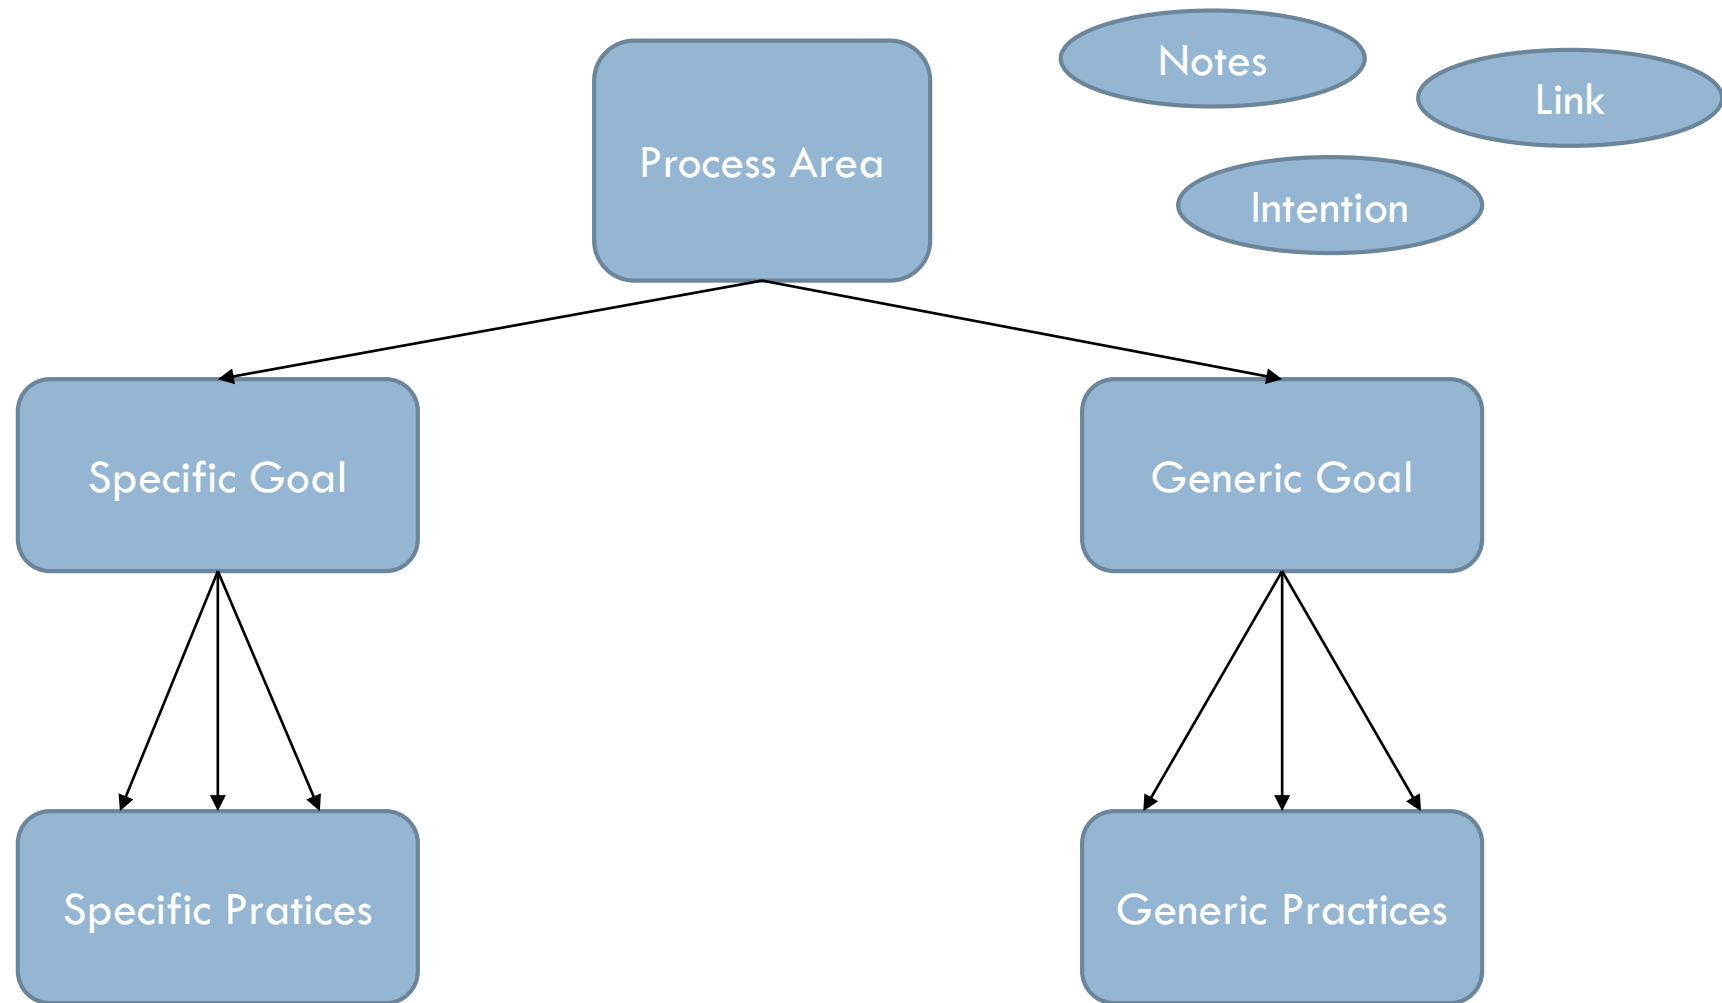 Notes
Link
Process Area
Intention
Specific Goal
Generic Goal
Specific Pratices
Generic Practices